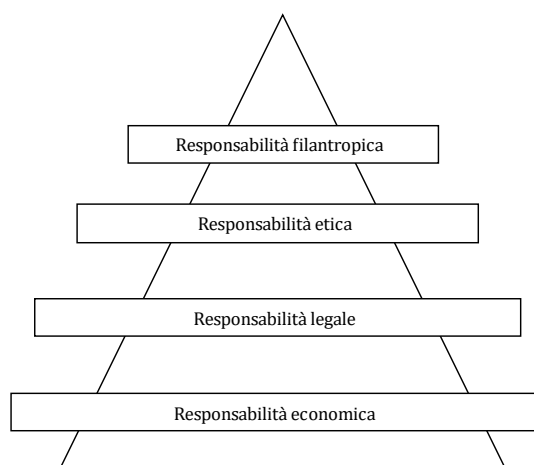 Responsabilità filantropica
Responsabilità etica
Responsabilità legale
Responsabilità economica